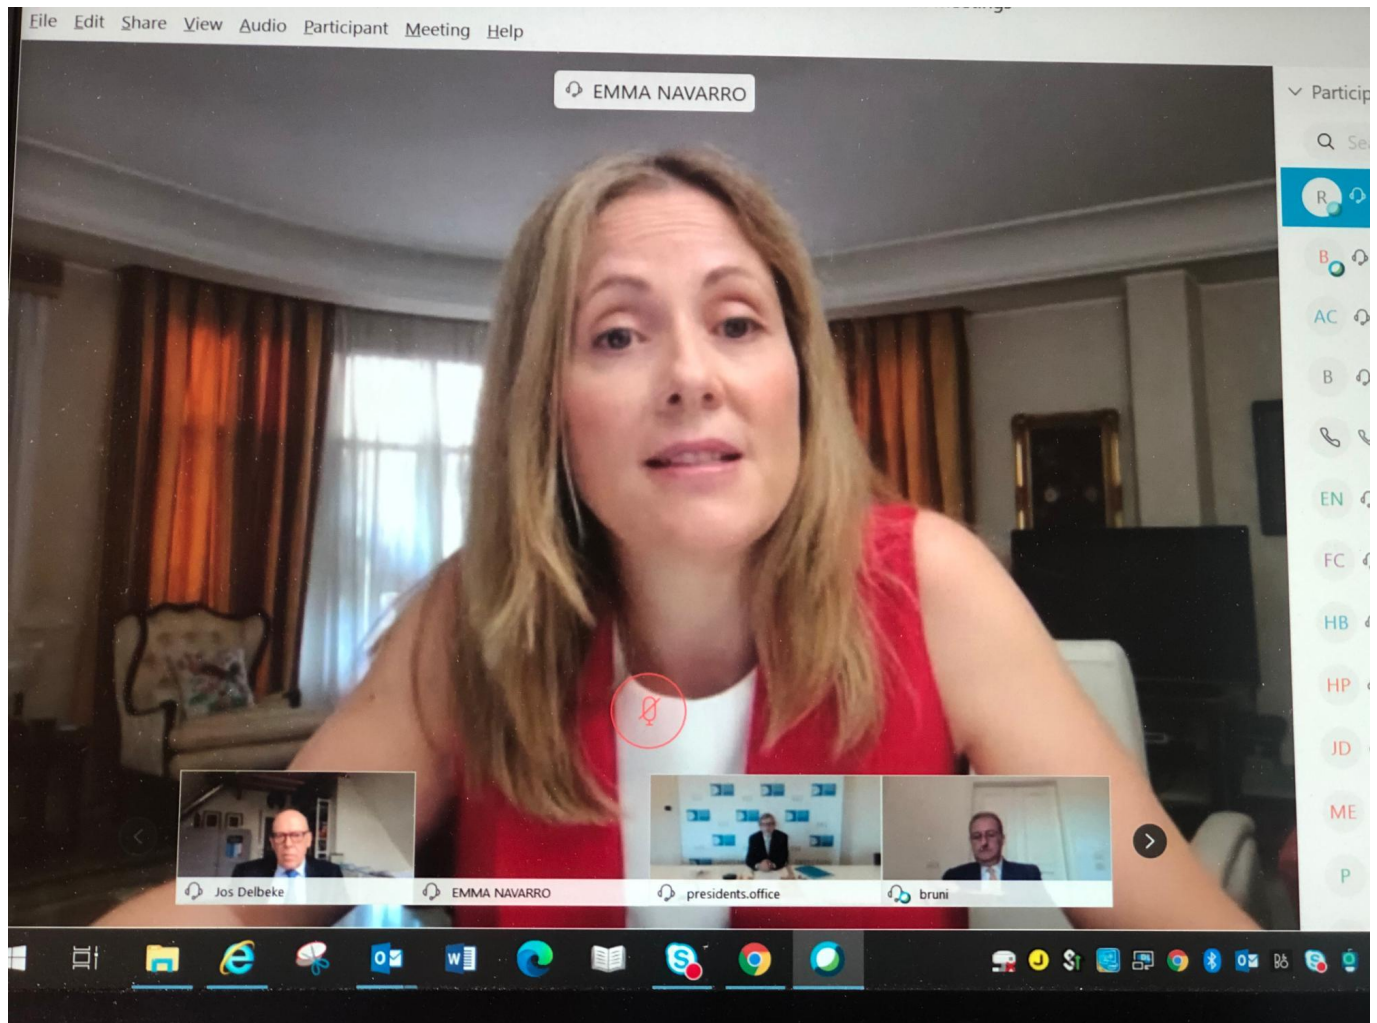 File Edit Share View Audio Participant Meeting Help
EMMA NAVARRO
Particip
R
B
AC
B
EN
FC
HB
HP
JD
ME
P
Jos Delbeke
EMMA NAVARRO
presidents.office
bruni